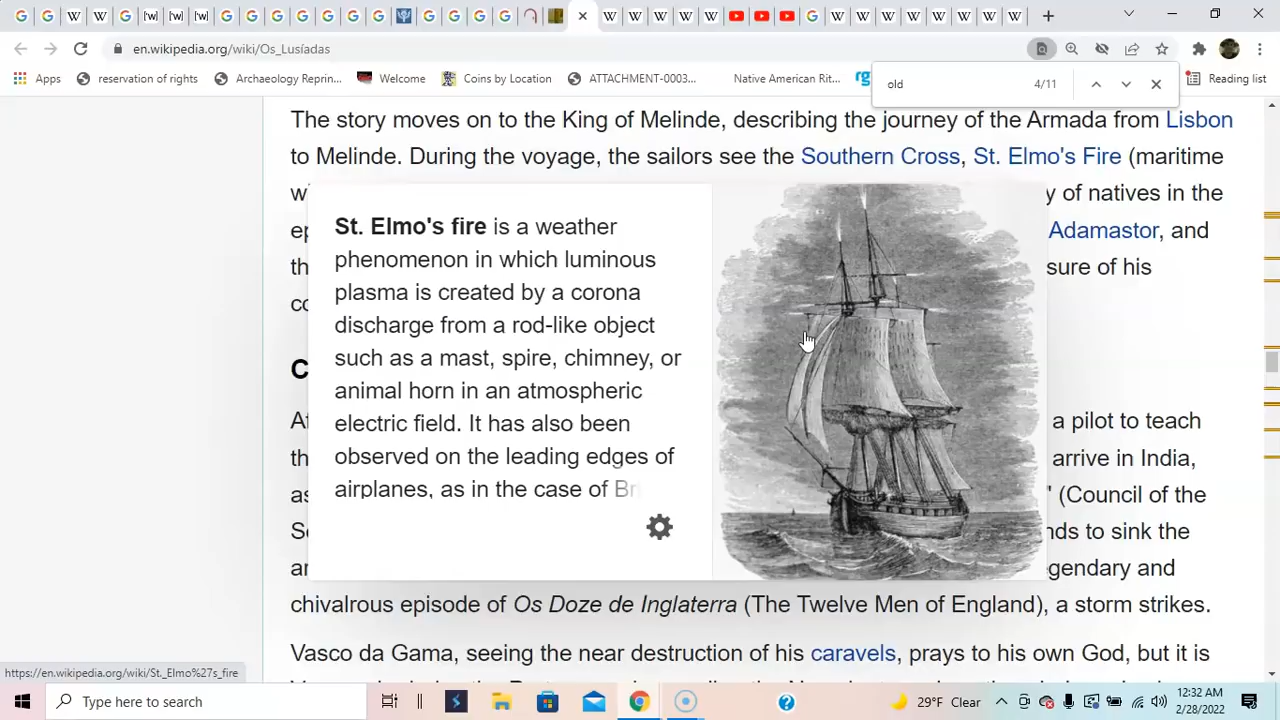 en.wikipedia.org/wiki/Os_Lusíadas
Apps
reservation of rights
Archaeology Reprin...
Welcome
Coins by Location
ATTACHMENT-0003...
Native American Rit...
Reading list
old
4/11
The story moves on to the King of Melinde, describing the journey of the Armada from Lisbon
to Melinde. During the voyage, the sailors see the Southern Cross, St. Elmo's Fire (maritime
y of natives in the
Adamastor, and
sure of his
St. Elmo's fire is a weather
phenomenon in which luminous
plasma is created by a corona
discharge from a rod-like object
such as a mast, spire, chimney, or
animal horn in an atmospheric
electric field. It has also been
observed on the leading edges of
airplanes, as in the case of Br
a pilot to teach
arrive in India,
" (Council of the
nds to sink the
gendary and
chivalrous episode of Os Doze de Inglaterra (The Twelve Men of England), a storm strikes.
Vasco da Gama, seeing the near destruction of his caravels, prays to his own God, but it is
https://en.wikipedia.org/wiki/St._Elmo%27s_fire
Type here to search
29°F Clear
12:32 AM
2/28/2022